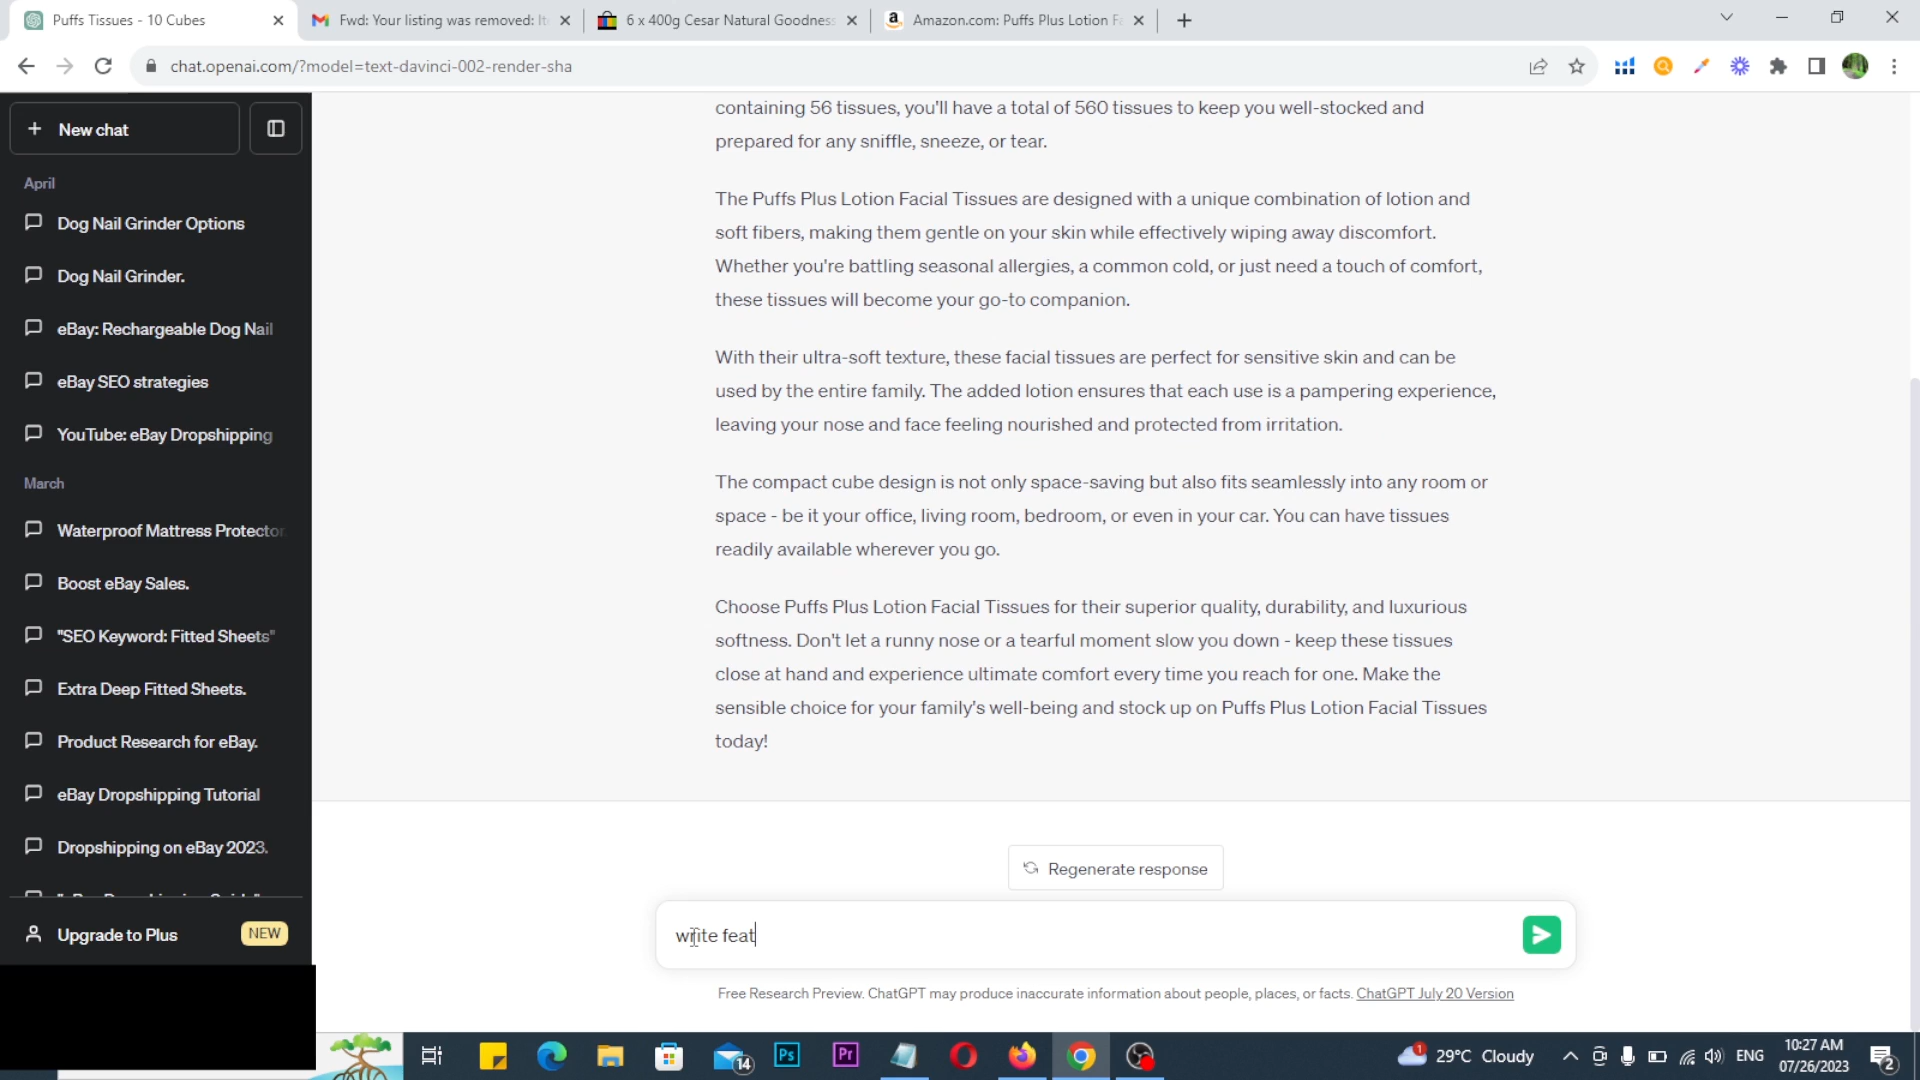 Puffs Tissues - 10 Cubes
Fwd: Your listing was removed: It
6 x 400g Cesar Natural Goodness
Amazon.com: Puffs Plus Lotion Fa
chat.openai.com/?model=text-davinci-002-render-sha
New chat
April
Dog Nail Grinder Options
Dog Nail Grinder.
eBay: Rechargeable Dog Nail
eBay SEO strategies
YouTube: eBay Dropshipping
March
Waterproof Mattress Protector
Boost eBay Sales.
"SEO Keyword: Fitted Sheets"
Extra Deep Fitted Sheets.
Product Research for eBay.
eBay Dropshipping Tutorial
Dropshipping on eBay 2023.
Upgrade to Plus
NEW
containing 56 tissues, you'll have a total of 560 tissues to keep you well-stocked and
prepared for any sniffle, sneeze, or tear.
The Puffs Plus Lotion Facial Tissues are designed with a unique combination of lotion and
soft fibers, making them gentle on your skin while effectively wiping away discomfort.
Whether you're battling seasonal allergies, a common cold, or just need a touch of comfort,
these tissues will become your go-to companion.
With their ultra-soft texture, these facial tissues are perfect for sensitive skin and can be
used by the entire family. The added lotion ensures that each use is a pampering experience,
leaving your nose and face feeling nourished and protected from irritation.
The compact cube design is not only space-saving but also fits seamlessly into any room or
space - be it your office, living room, bedroom, or even in your car. You can have tissues
readily available wherever you go.
Choose Puffs Plus Lotion Facial Tissues for their superior quality, durability, and luxurious
softness. Don't let a runny nose or a tearful moment slow you down - keep these tissues
close at hand and experience ultimate comfort every time you reach for one. Make the
sensible choice for your family's well-being and stock up on Puffs Plus Lotion Facial Tissues
today!
Regenerate response
write feat
Free Research Preview. ChatGPT may produce inaccurate information about people, places, or facts. ChatGPT July 20 Version
14
Ps
Pr
1
29°C Cloudy
ENG
10:27 AM
07/26/2023
2